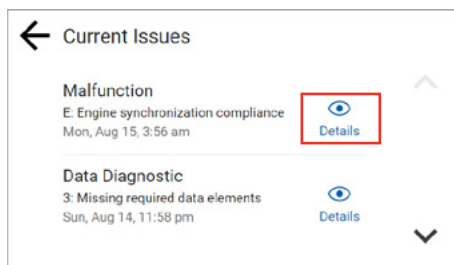 Current Issues
Malfunction
E: Engine synchronization compliance
Mon, Aug 15, 3:56 am
Details
Data Diagnostic
3: Missing required data elements
Sun, Aug 14, 11:58 pm
Details